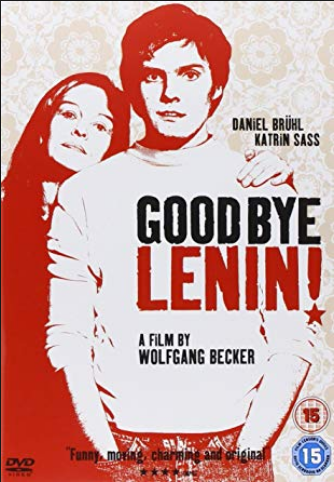 DANIEL BRÜHL
KATRIN SASS
GOOD BYE
LENIN!
A FILM BY
WOLFGANG BECKER
15
15
DVD
VIDEO
"Funny, moving, charming and original"